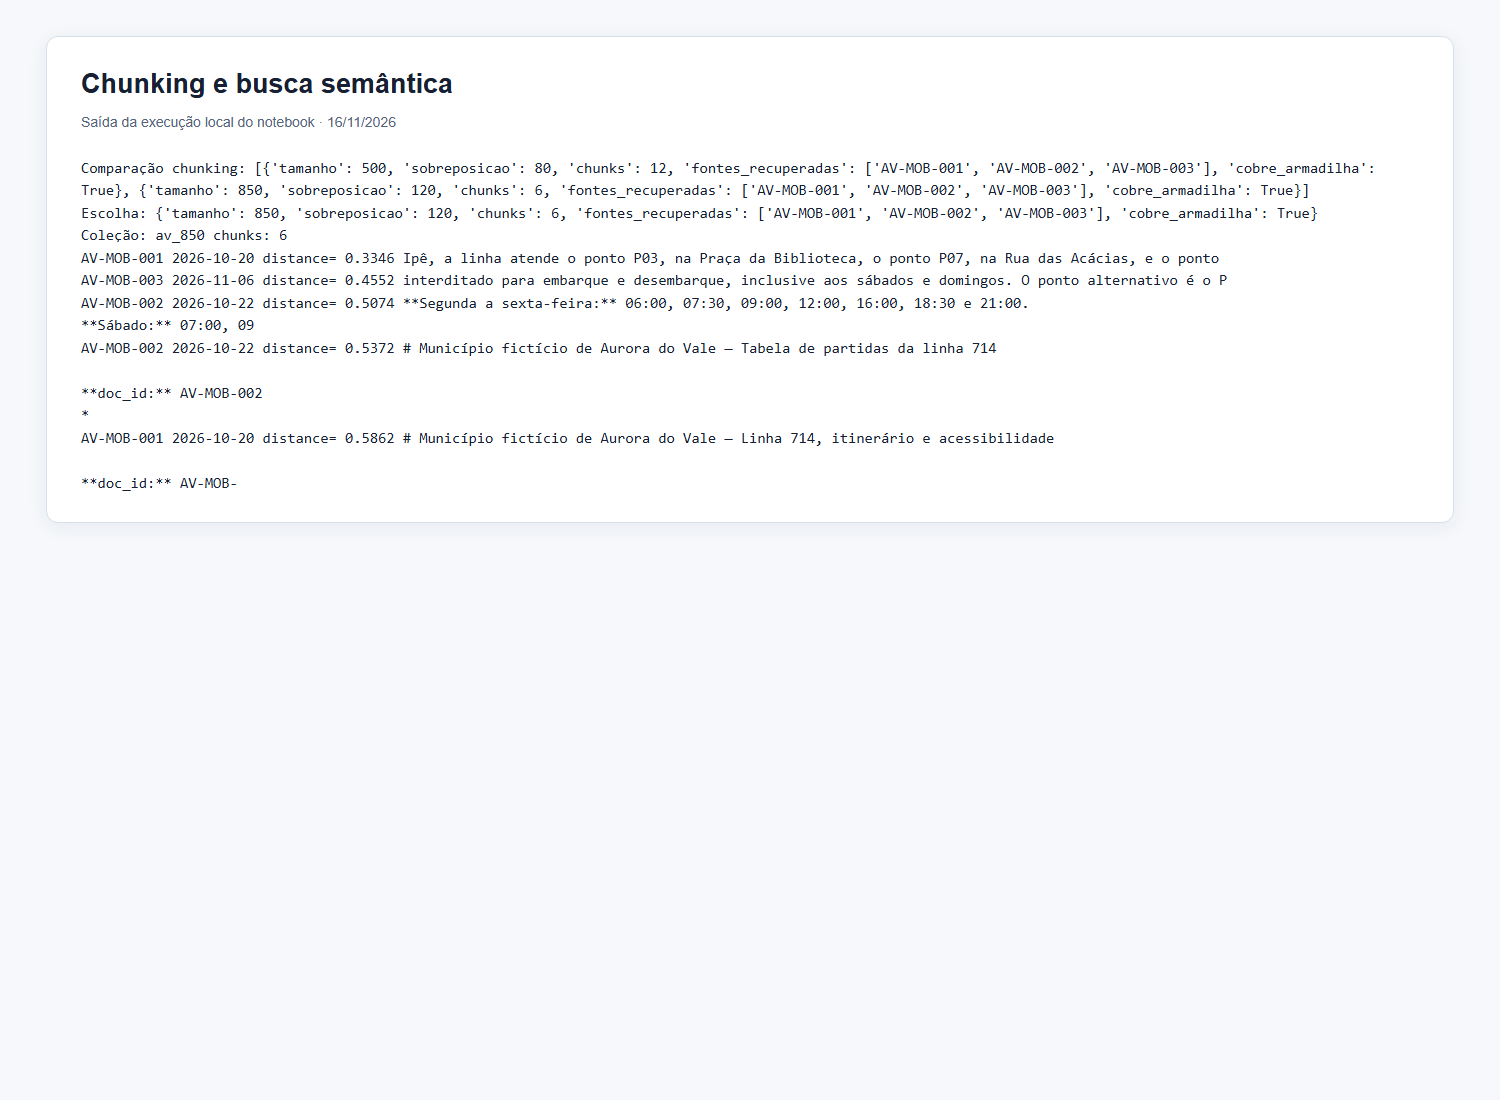 Chunking e busca semântica
Saída da execução local do notebook · 16/11/2026
Comparação chunking: [{'tamanho': 500, 'sobreposicao': 80, 'chunks': 12, 'fontes_recuperadas': ['AV-MOB-001', 'AV-MOB-002', 'AV-MOB-003'], 'cobre_armadilha':
True}, {'tamanho': 850, 'sobreposicao': 120, 'chunks': 6, 'fontes_recuperadas': ['AV-MOB-001', 'AV-MOB-002', 'AV-MOB-003'], 'cobre_armadilha': True}]
Escolha: {'tamanho': 850, 'sobreposicao': 120, 'chunks': 6, 'fontes_recuperadas': ['AV-MOB-001', 'AV-MOB-002', 'AV-MOB-003'], 'cobre_armadilha': True}
Coleção: av_850 chunks: 6
AV-MOB-001 2026-10-20 distance= 0.3346 Ipê, a linha atende o ponto P03, na Praça da Biblioteca, o ponto P07, na Rua das Acácias, e o ponto
AV-MOB-003 2026-11-06 distance= 0.4552 interditado para embarque e desembarque, inclusive aos sábados e domingos. O ponto alternativo é o P
AV-MOB-002 2026-10-22 distance= 0.5074 **Segunda a sexta-feira:** 06:00, 07:30, 09:00, 12:00, 16:00, 18:30 e 21:00.
**Sábado:** 07:00, 09
AV-MOB-002 2026-10-22 distance= 0.5372 # Município fictício de Aurora do Vale — Tabela de partidas da linha 714
**doc_id:** AV-MOB-002
*
AV-MOB-001 2026-10-20 distance= 0.5862 # Município fictício de Aurora do Vale — Linha 714, itinerário e acessibilidade
**doc_id:** AV-MOB-